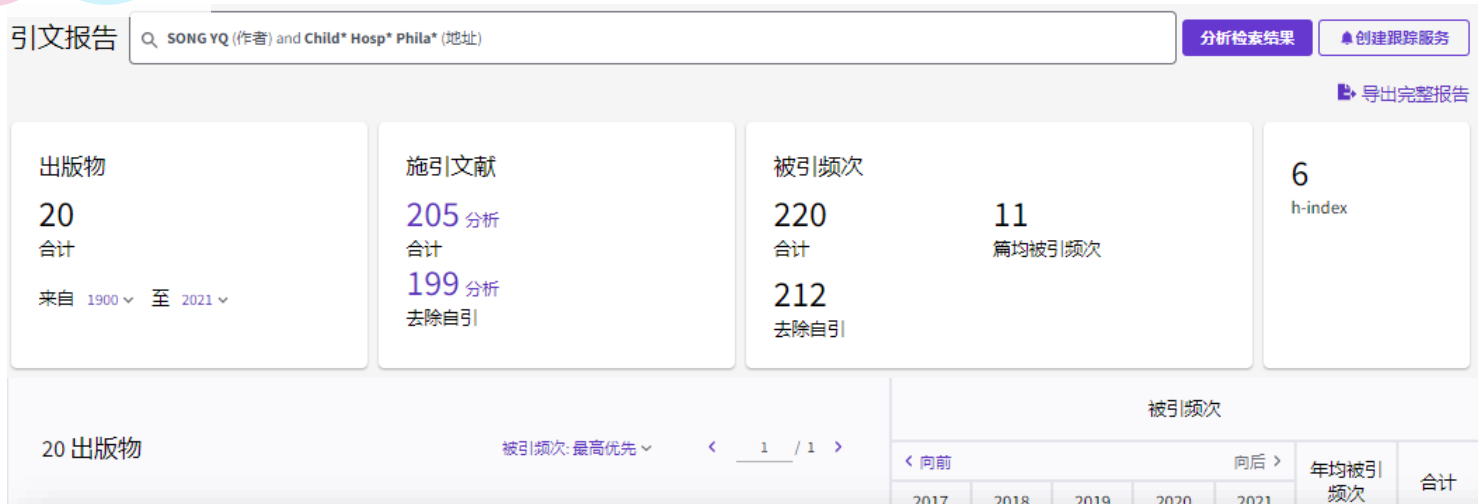 引文报告
SONG YQ (作者) and Child* Hosp* Phila* (地址)
分析检索结果
创建跟踪服务
导出完整报告
出版物
20
合计
来自 1900 至 2021
施引文献
205 分析
合计
199 分析
去除自引
被引频次
220
合计
11
篇均被引频次
212
去除自引
6
h-index
20 出版物
被引频次: 最高优先
< 1 / 1 >
被引频次
< 向前
向后 >
2017 2018 2019 2020 2021
年均被引
频次
合计